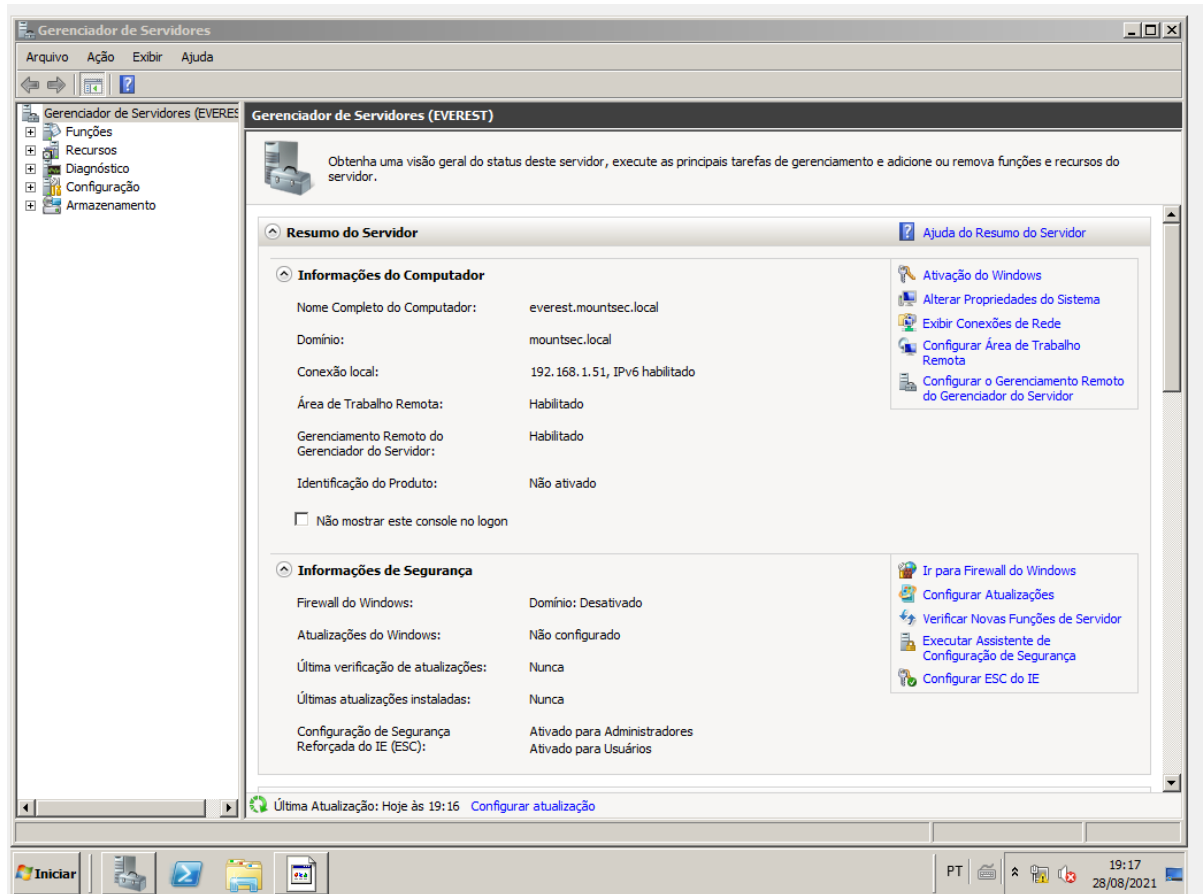 Gerenciador de Servidores
Arquivo Ação Exibir Ajuda
Gerenciador de Servidores (EVERES
Funções
Recursos
Diagnóstico
Configuração
Armazenamento
Gerenciador de Servidores (EVEREST)
Obtenha uma visão geral do status deste servidor, execute as principais tarefas de gerenciamento e adicione ou remova funções e recursos do
servidor.
Resumo do Servidor
Ajuda do Resumo do Servidor
Informações do Computador
Nome Completo do Computador: everest.mountsec.local
Domínio: mountsec.local
Conexão local: 192.168.1.51, IPv6 habilitado
Área de Trabalho Remota: Habilitado
Gerenciamento Remoto do Habilitado
Gerenciador do Servidor:
Identificação do Produto: Não ativado
Não mostrar este console no logon
Ativação do Windows
Alterar Propriedades do Sistema
Exibir Conexões de Rede
Configurar Área de Trabalho
Remota
Configurar o Gerenciamento Remoto
do Gerenciador do Servidor
Informações de Segurança
Firewall do Windows: Domínio: Desativado
Atualizações do Windows: Não configurado
Última verificação de atualizações: Nunca
Últimas atualizações instaladas: Nunca
Configuração de Segurança Ativado para Administradores
Reforçada do IE (ESC): Ativado para Usuários
Ir para Firewall do Windows
Configurar Atualizações
Verificar Novas Funções de Servidor
Executar Assistente de
Configuração de Segurança
Configurar ESC do IE
Última Atualização: Hoje às 19:16 Configurar atualização
Iniciar
PT
19:17
28/08/2021